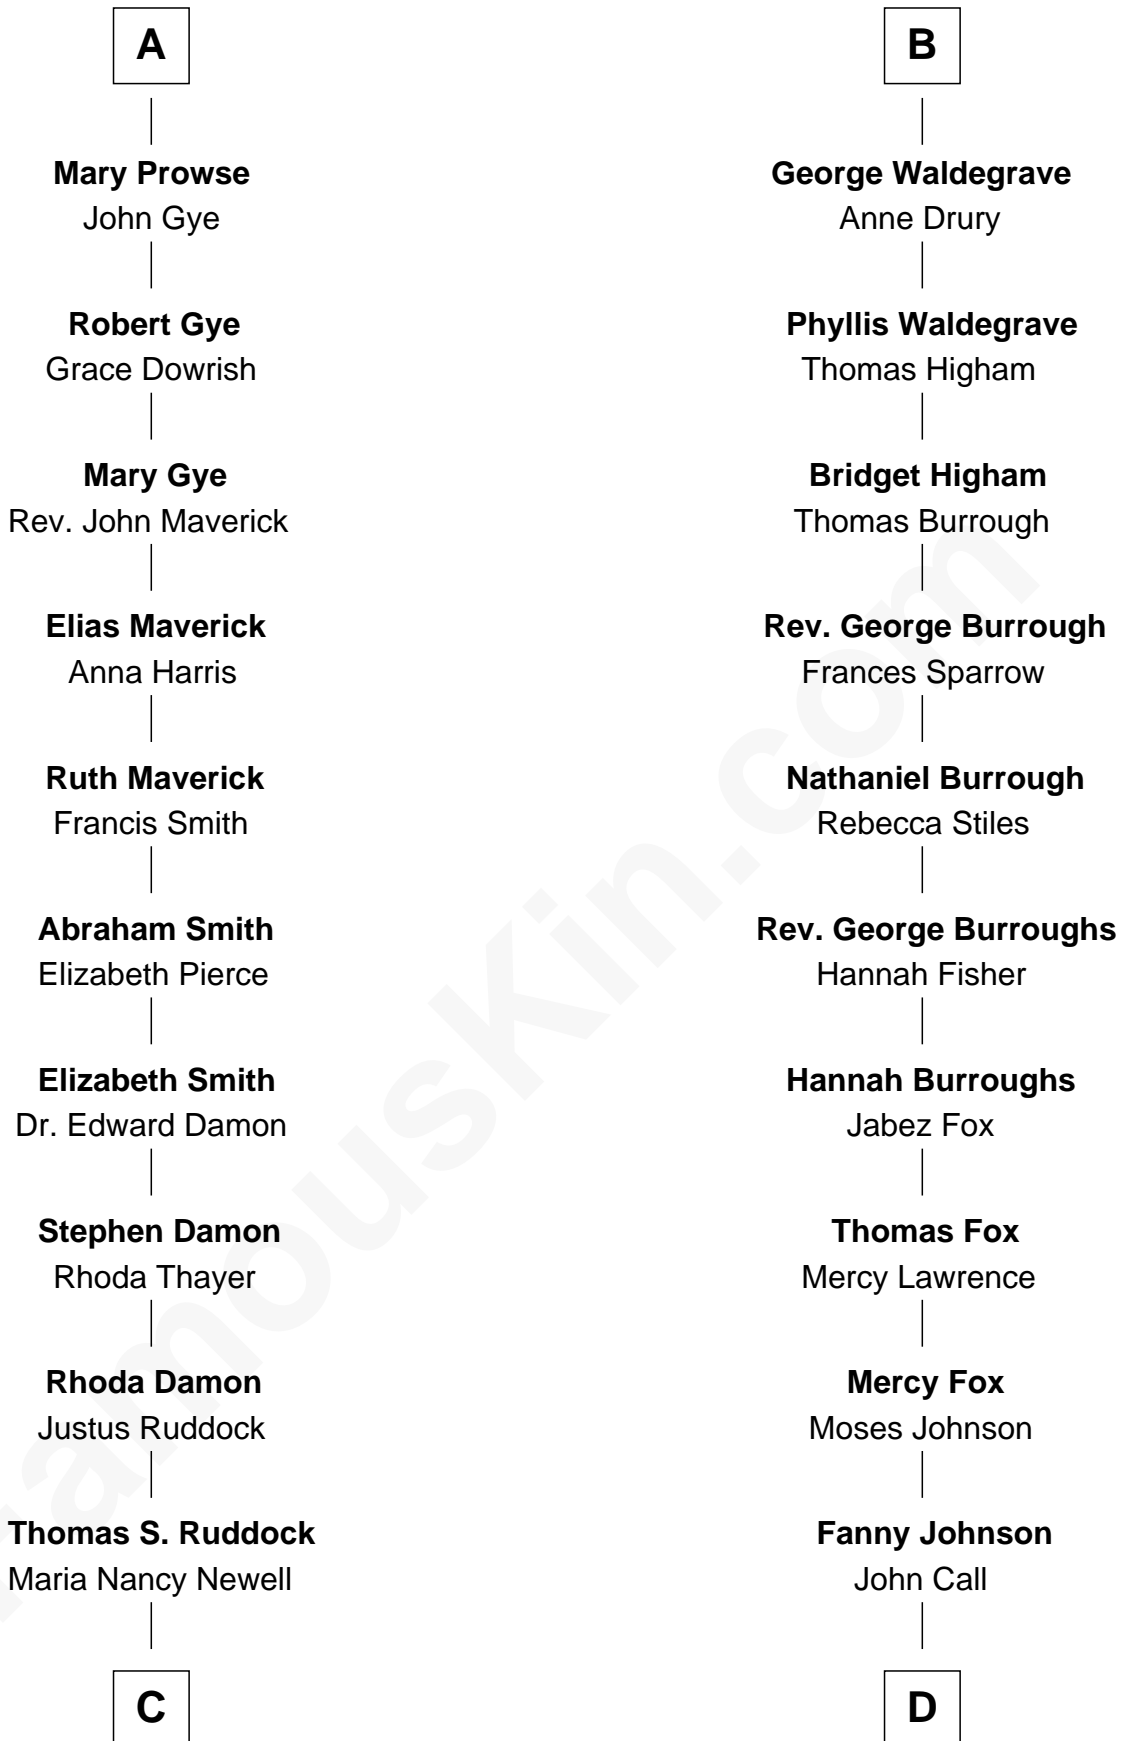 A
Mary Prowse
John Gye
Robert Gye
Grace Dowrish
Mary Gye
Rev. John Maverick
Elias Maverick
Anna Harris
Ruth Maverick
Francis Smith
Abraham Smith
Elizabeth Pierce
Elizabeth Smith
Dr. Edward Damon
Stephen Damon
Rhoda Thayer
Rhoda Damon
Justus Ruddock
Thomas S. Ruddock
Maria Nancy Newell
C
B
George Waldegrave
Anne Drury
Phyllis Waldegrave
Thomas Higham
Bridget Higham
Thomas Burrough
Rev. George Burrough
Frances Sparrow
Nathaniel Burrough
Rebecca Stiles
Rev. George Burroughs
Hannah Fisher
Hannah Burroughs
Jabez Fox
Thomas Fox
Mercy Lawrence
Mercy Fox
Moses Johnson
Fanny Johnson
John Call
D
FamousKin.com